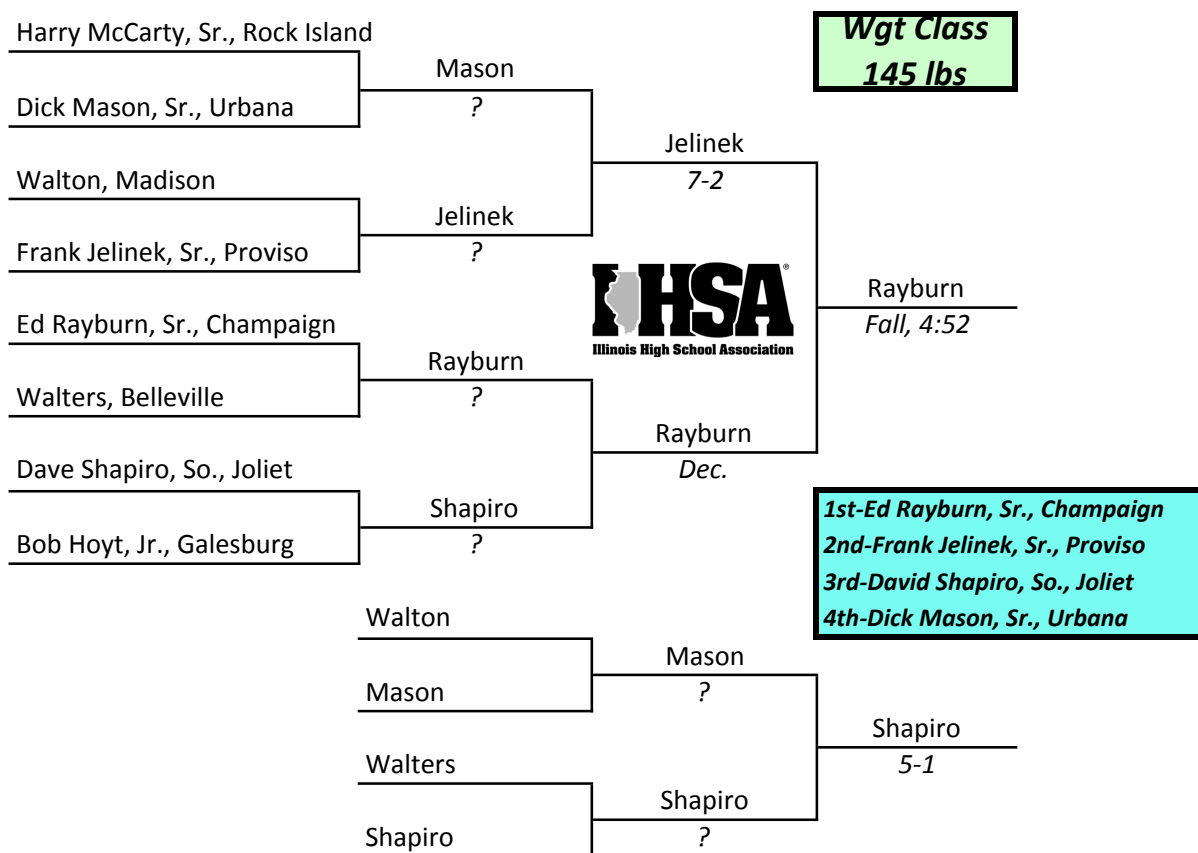 Harry McCarty, Sr., Rock Island
Wgt Class
145 lbs
Mason
?
Dick Mason, Sr., Urbana
Jelinek
7-2
Walton, Madison
Jelinek
?
Frank Jelinek, Sr., Proviso
IHSA®
Illinois High School Association
Rayburn
Fall, 4:52
Ed Rayburn, Sr., Champaign
Rayburn
?
Walters, Belleville
Rayburn
Dec.
Dave Shapiro, So., Joliet
Shapiro
?
Bob Hoyt, Jr., Galesburg
1st-Ed Rayburn, Sr., Champaign
2nd-Frank Jelinek, Sr., Proviso
3rd-David Shapiro, So., Joliet
4th-Dick Mason, Sr., Urbana
Walton
Mason
?
Mason
Shapiro
5-1
Walters
Shapiro
?
Shapiro